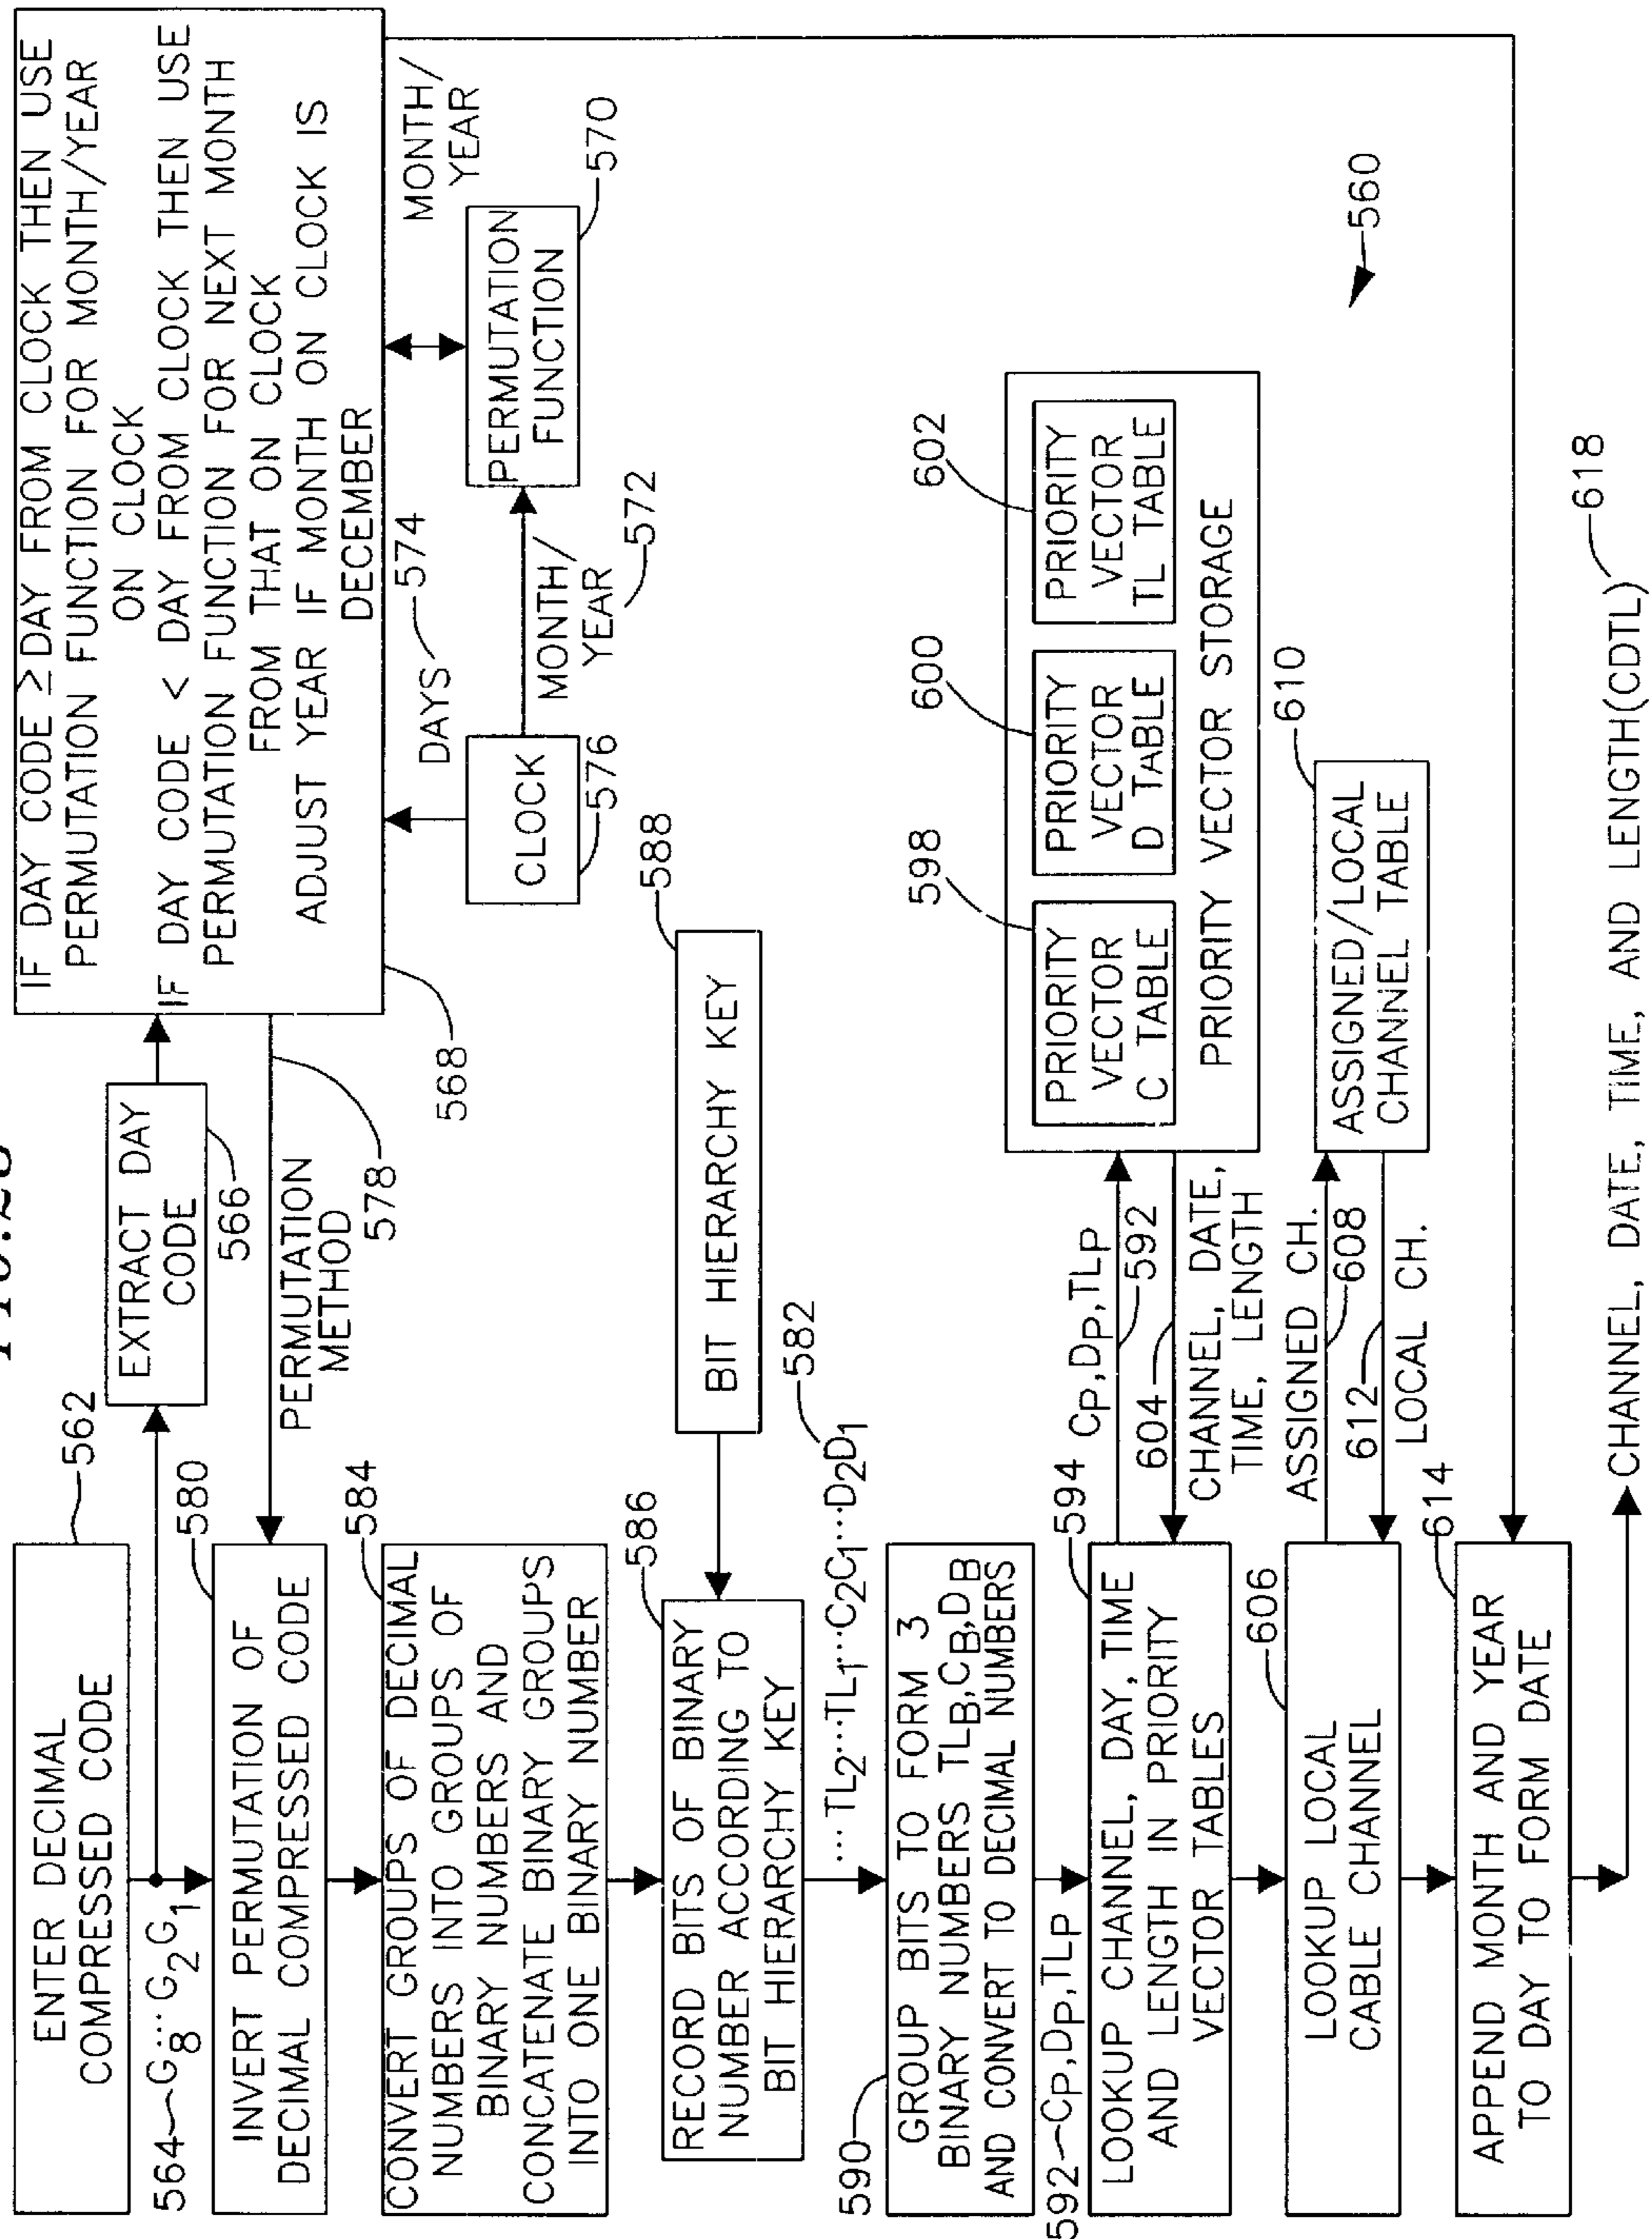 562
ENTER DECIMAL
COMPRESSED CODE
564 G8...G2G1
EXTRACT DAY
CODE
566
IF DAY CODE ≥ DAY FROM CLOCK THEN USE
PERMUTATION FUNCTION FOR MONTH/YEAR
ON CLOCK
IF DAY CODE < DAY FROM CLOCK THEN USE
PERMUTATION FUNCTION FOR NEXT MONTH
FROM THAT ON CLOCK
ADJUST YEAR IF MONTH ON CLOCK IS
DECEMBER
568
578
PERMUTATION
METHOD
DAYS 574
MONTH/
YEAR
CLOCK
576
MONTH/
YEAR
572
PERMUTATION
FUNCTION
570
580
INVERT PERMUTATION OF
DECIMAL COMPRESSED CODE
584
CONVERT GROUPS OF DECIMAL
NUMBERS INTO GROUPS OF
BINARY NUMBERS AND
CONCATENATE BINARY GROUPS
INTO ONE BINARY NUMBER
586
RECORD BITS OF BINARY
NUMBER ACCORDING TO
BIT HIERARCHY KEY
588
BIT HIERARCHY KEY
...TL2...TL1...C2C1...D2D1
582
590
GROUP BITS TO FORM 3
BINARY NUMBERS TLB,CB,DB
AND CONVERT TO DECIMAL NUMBERS
592 CP,DP,TLP
594
LOOKUP CHANNEL, DAY, TIME
AND LENGTH IN PRIORITY
VECTOR TABLES
CP,DP,TLP
592
604
CHANNEL, DATE,
TIME, LENGTH
598
PRIORITY
VECTOR
C TABLE
600
PRIORITY
VECTOR
D TABLE
602
PRIORITY
VECTOR
TL TABLE
PRIORITY VECTOR STORAGE
606
LOOKUP LOCAL
CABLE CHANNEL
ASSIGNED CH.
608
612
LOCAL CH.
610
ASSIGNED/LOCAL
CHANNEL TABLE
560
614
APPEND MONTH AND YEAR
TO DAY TO FORM DATE
CHANNEL, DATE, TIME, AND LENGTH(CDTL)
618